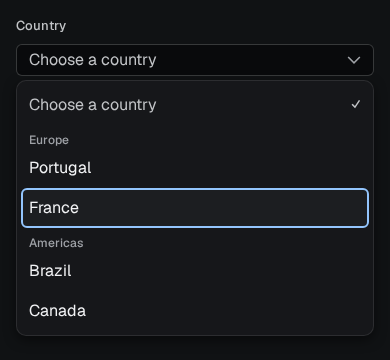 Country
Choose a country
Choose a country
Europe
Portugal
France
Americas
Brazil
Canada